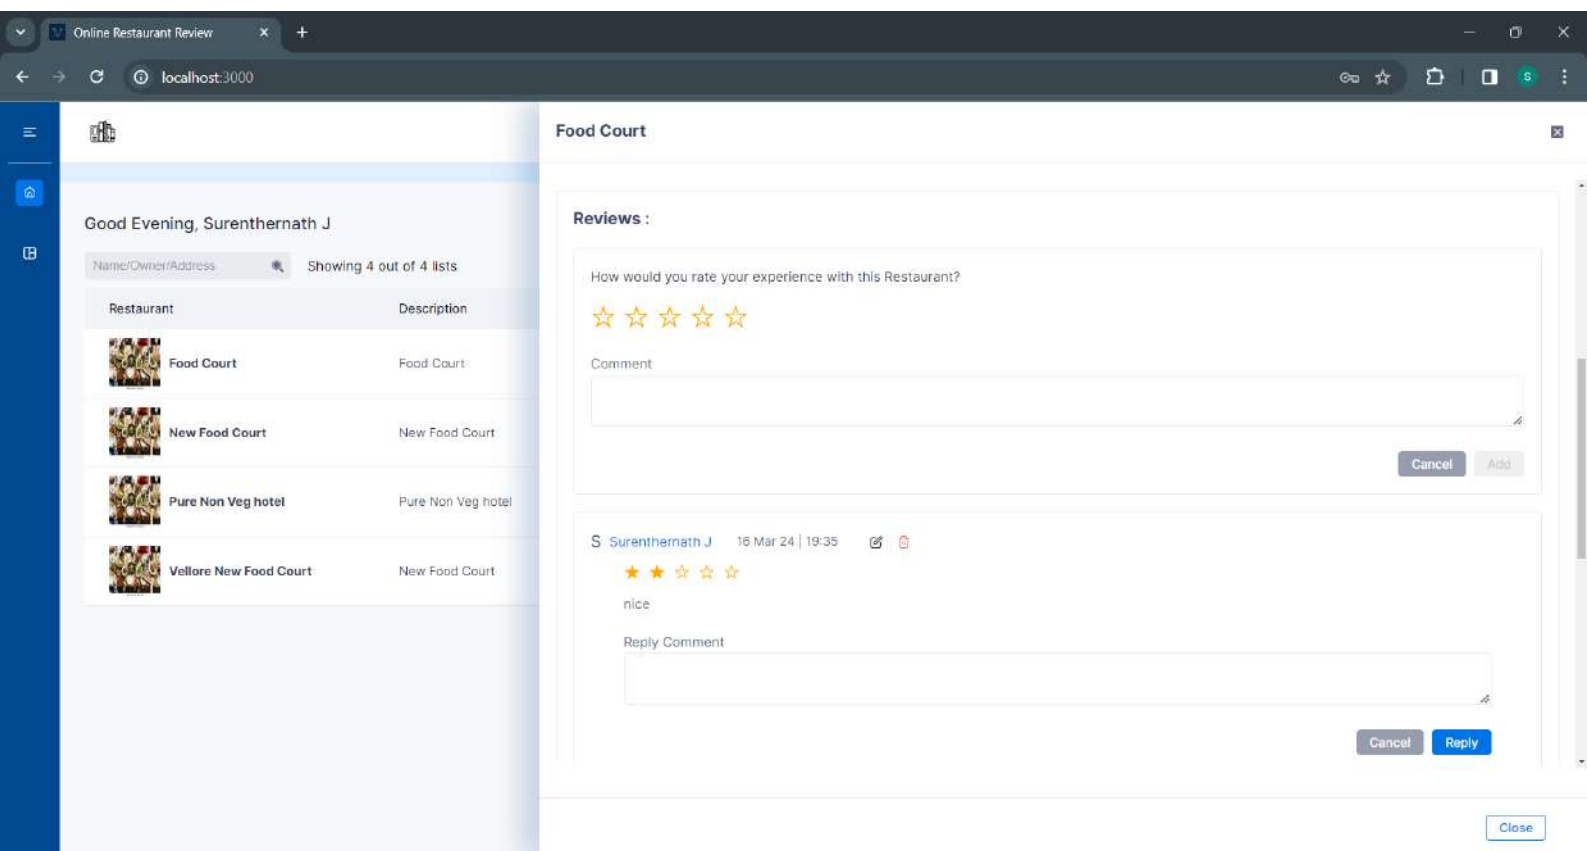 Online Restaurant Review
localhost:3000
S
Food Court
Good Evening, Surenthernath J
Name/Owner/Address
Showing 4 out of 4 lists
Restaurant Description
Food Court Food Court
New Food Court New Food Court
Pure Non Veg hotel Pure Non Veg hotel
Vellore New Food Court New Food Court
Reviews :
How would you rate your experience with this Restaurant?
Comment
Cancel Add
S Surenthernath J 16 Mar 24 | 19:35
nice
Reply Comment
Cancel Reply
Close